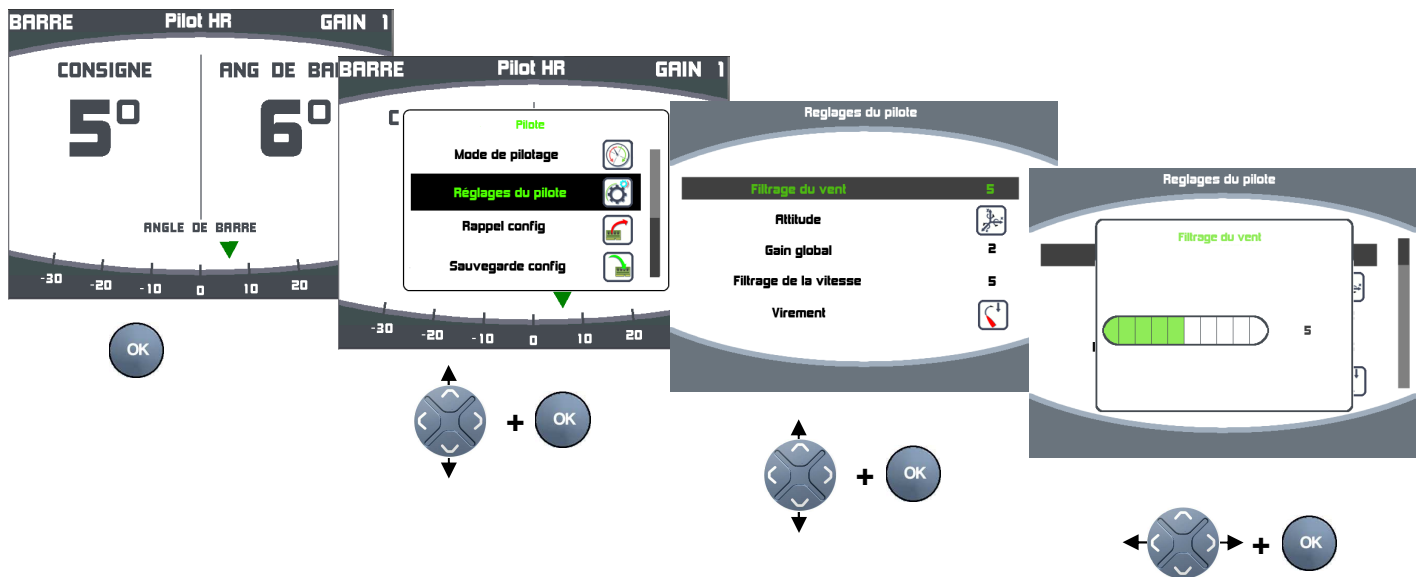 BARRE Pilot HR GAIN 1
CONSIGNE ANG DE BA
5° 6°
ANGLE DE BARRE
-30 -20 -10 0 10 20
OK
BARRE Pilot HR GAIN 1
C
Pilote
Mode de pilotage
Réglages du pilote
Rappel config
Sauvegarde config
-30 -20 -10 0 10 20
+ OK
Reglages du pilote
Filtrage du vent 5
Attitude
Gain global 2
Filtrage de la vitesse 5
Virement
+ OK
Reglages du pilote
Filtrage du vent
5
+ OK